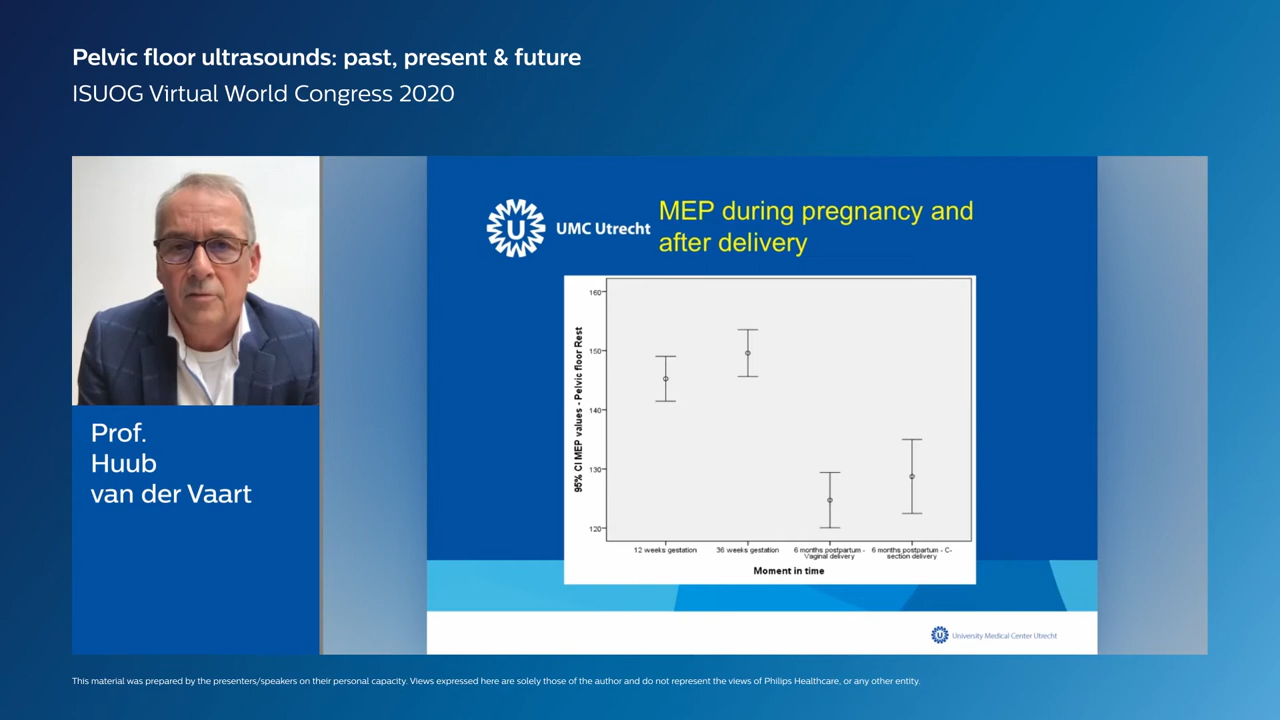 Pelvic floor ultrasounds: past, present & future
ISUOG Virtual World Congress 2020
Prof.
Huub
van der Vaart
U
UMC Utrecht
MEP during pregnancy and
after delivery
95% CI MEP values - Pelvic floor Rest
160
150
140
130
120
12 weeks gestation
36 weeks gestation
6 months postpartum -
Vaginal delivery
6 months postpartum - C-
section delivery
Moment in time
U
University Medical Center Utrecht
This material was prepared by the presenters/speakers on their personal capacity. Views expressed here are solely those of the author and do not represent the views of Philips Healthcare, or any other entity.